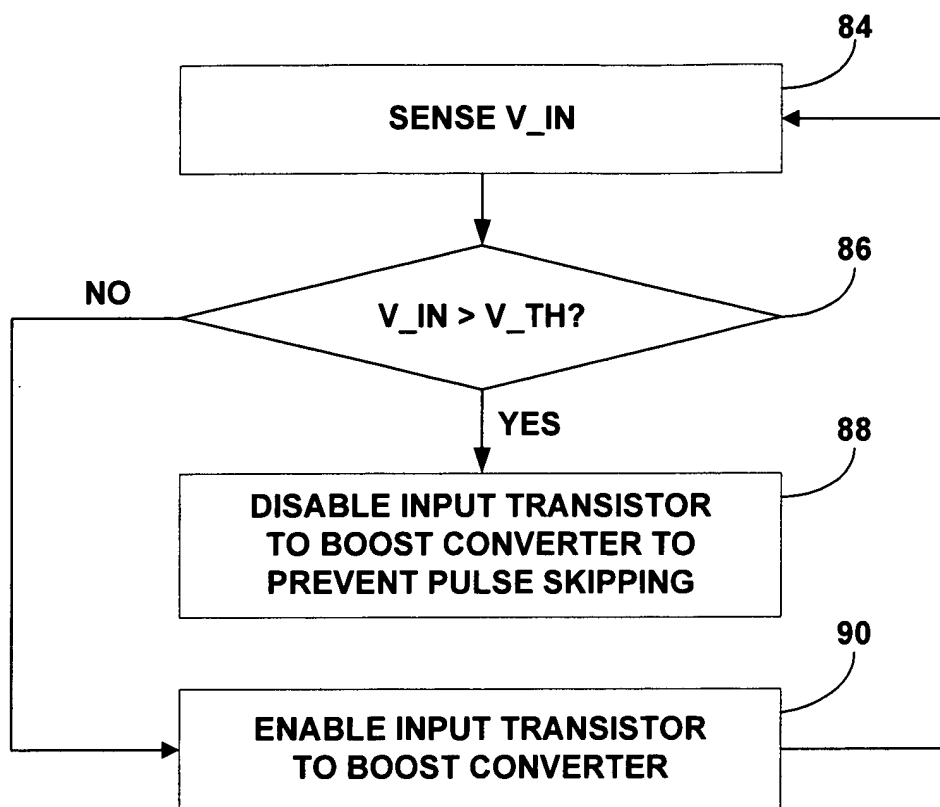 84
SENSE V_IN
86
NO
V_IN > V_TH?
YES
88
DISABLE INPUT TRANSISTOR
TO BOOST CONVERTER TO
PREVENT PULSE SKIPPING
90
ENABLE INPUT TRANSISTOR
TO BOOST CONVERTER